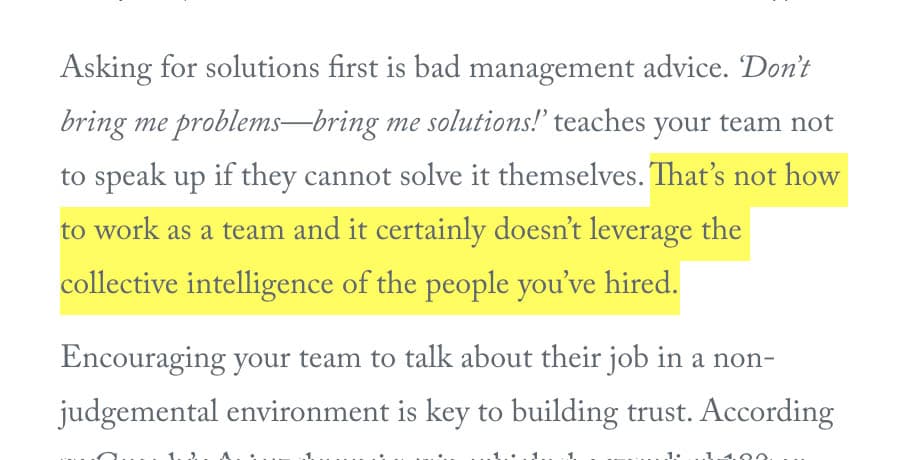 Asking for solutions first is bad management advice. ‘Don’t
bring me problems—bring me solutions!’ teaches your team not
to speak up if they cannot solve it themselves. That’s not how
to work as a team and it certainly doesn’t leverage the
collective intelligence of the people you’ve hired.
Encouraging your team to talk about their job in a non-
judgemental environment is key to building trust. According